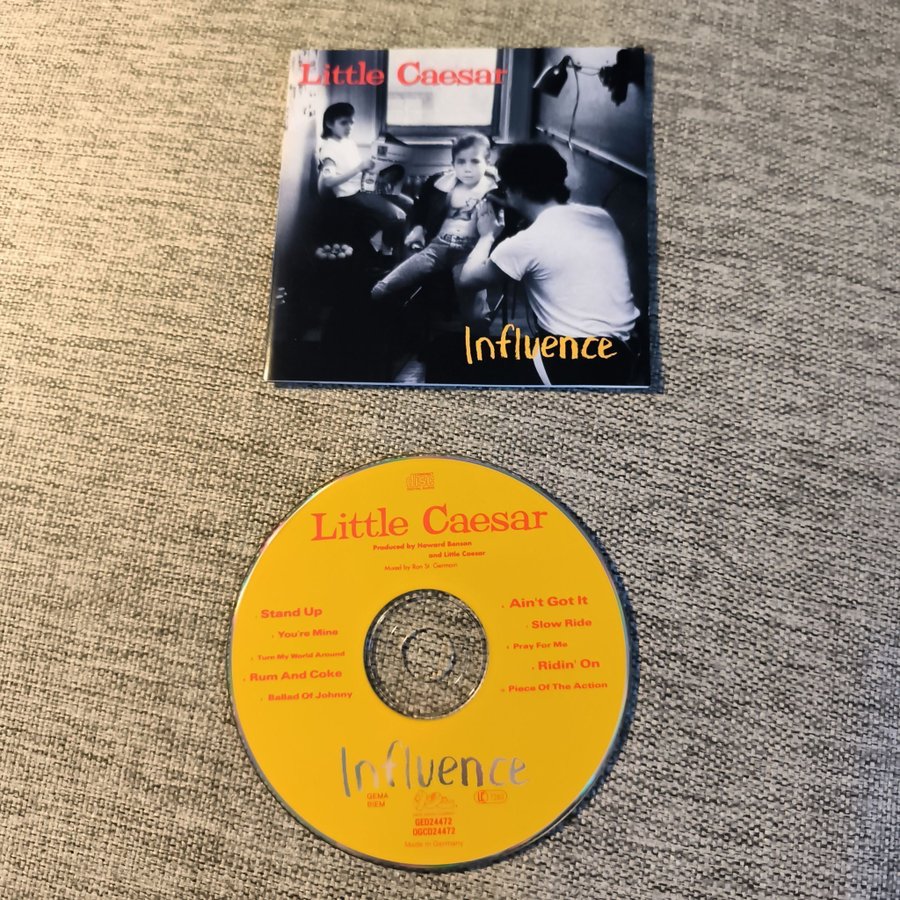 Little Caesar
Influence
disc
Little Caesar
Produced by Howard Benson
and Little Caesar
Mixed by Ron St. Germain
Stand Up
You're Mine
Turn My World Around
Rum And Coke
Ballad Of Johnny
Ain't Got It
Slow Ride
Pray For Me
Ridin' On
Piece Of The Action
Influence
GEMA
BIEM
LC
GED24472
DGCD24472
Made in Germany